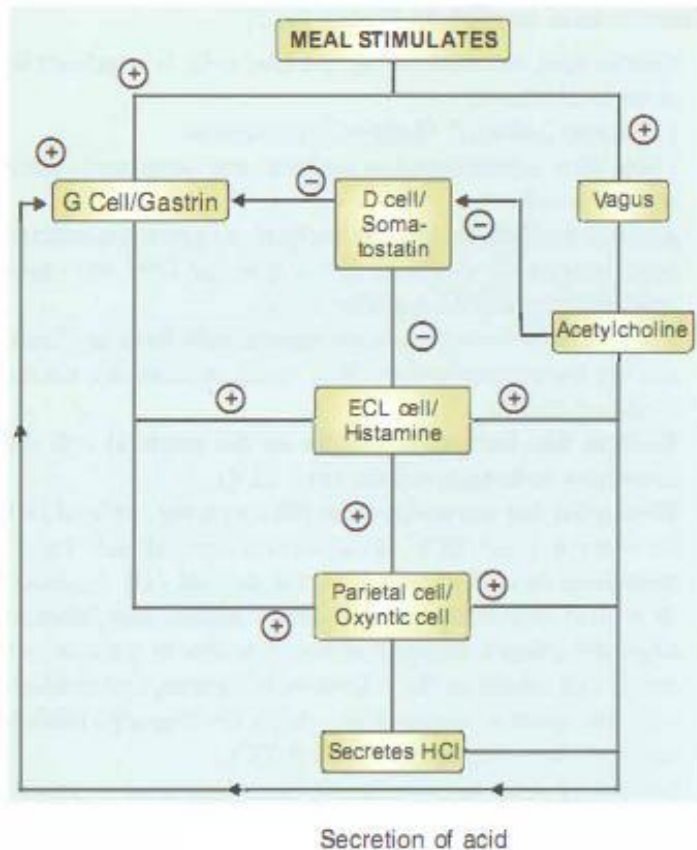 MEAL STIMULATES
+
+
+
G Cell/Gastrin
−
D cell/
Soma-
tostatin
−
Vagus
−
Acetylcholine
+
ECL cell/
Histamine
+
+
Parietal cell/
Oxyntic cell
+
+
Secretes HCl
Secretion of acid